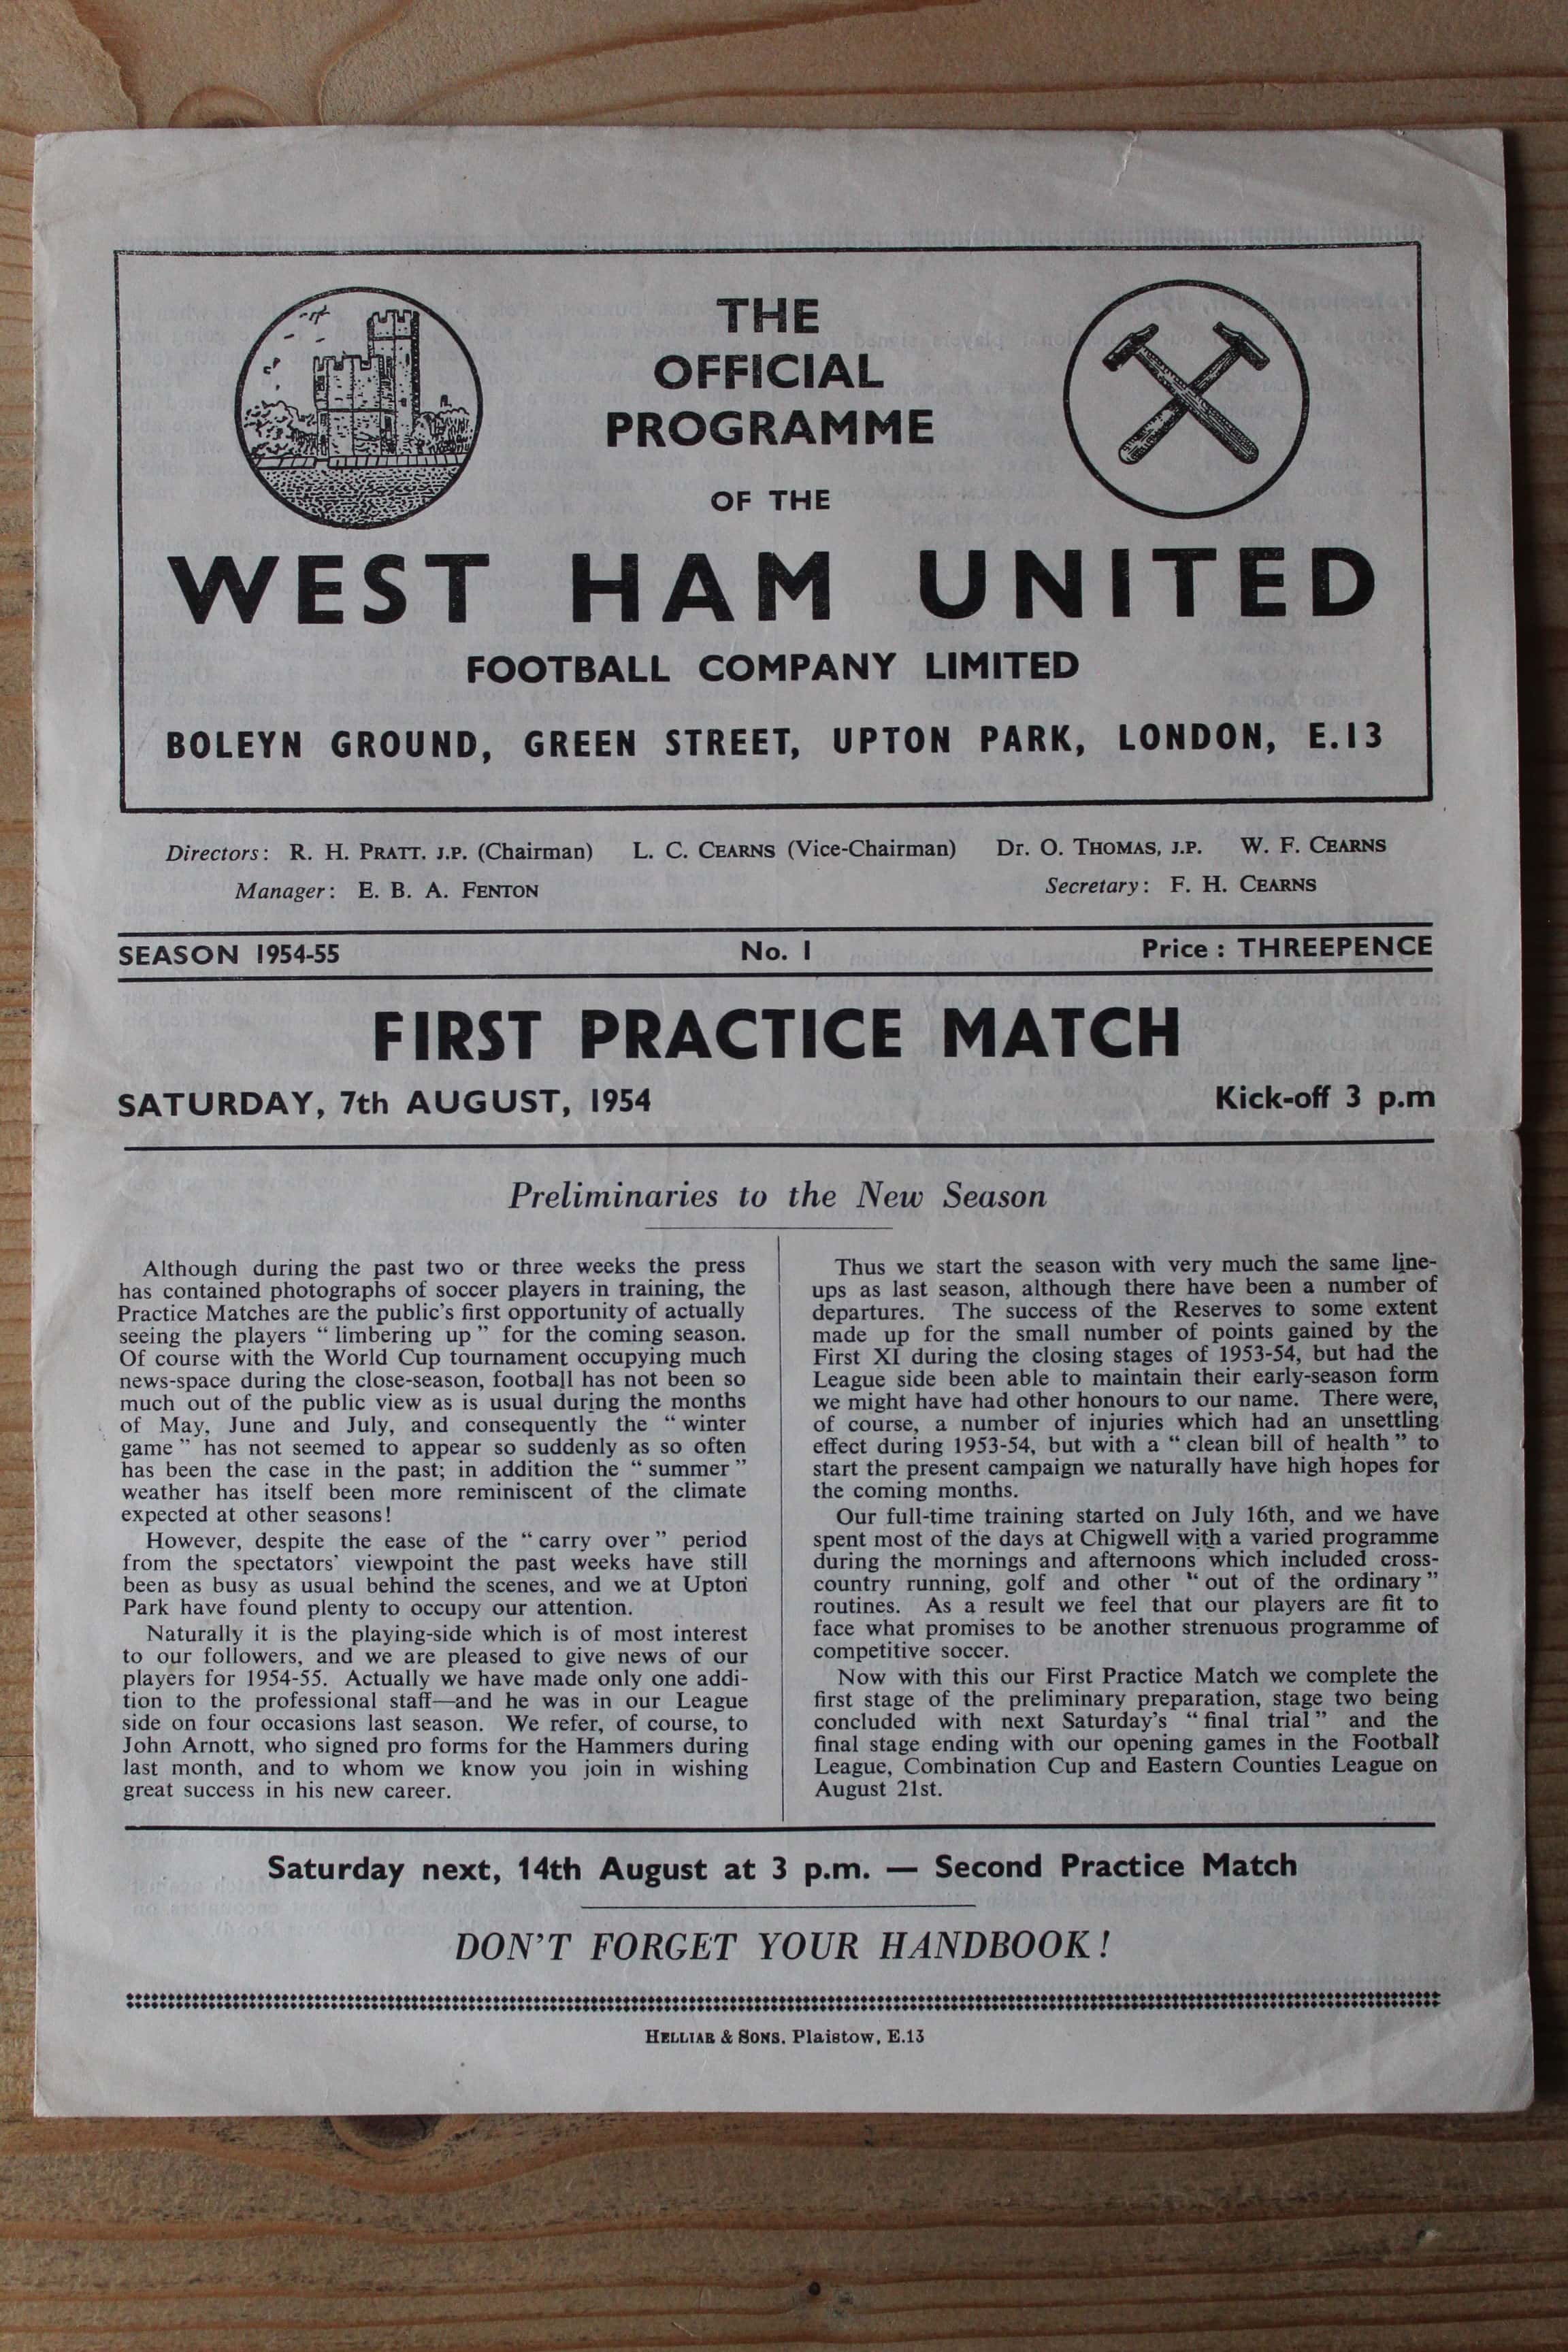 THE
OFFICIAL
PROGRAMME
OF THE
WEST HAM UNITED
FOOTBALL COMPANY LIMITED
BOLEYN GROUND, GREEN STREET, UPTON PARK, LONDON, E.13
Directors: R. H. PRATT, J.P. (Chairman) L. C. CEARNS (Vice-Chairman) Dr. O. THOMAS, J.P. W. F. CEARNS
Manager: E. B. A. FENTON Secretary: F. H. CEARNS
SEASON 1954-55 No. 1 Price : THREEPENCE
FIRST PRACTICE MATCH
SATURDAY, 7th AUGUST, 1954 Kick-off 3 p.m
Preliminaries to the New Season
Although during the past two or three weeks the press
has contained photographs of soccer players in training, the
Practice Matches are the public's first opportunity of actually
seeing the players " limbering up " for the coming season.
Of course with the World Cup tournament occupying much
news-space during the close-season, football has not been so
much out of the public view as is usual during the months
of May, June and July, and consequently the " winter
game " has not seemed to appear so suddenly as so often
has been the case in the past; in addition the " summer "
weather has itself been more reminiscent of the climate
expected at other seasons!
However, despite the ease of the " carry over " period
from the spectators' viewpoint the past weeks have still
been as busy as usual behind the scenes, and we at Upton
Park have found plenty to occupy our attention.
Naturally it is the playing-side which is of most interest
to our followers, and we are pleased to give news of our
players for 1954-55. Actually we have made only one addi-
tion to the professional staff—and he was in our League
side on four occasions last season. We refer, of course, to
John Arnott, who signed pro forms for the Hammers during
last month, and to whom we know you join in wishing
great success in his new career.
Thus we start the season with very much the same line-
ups as last season, although there have been a number of
departures. The success of the Reserves to some extent
made up for the small number of points gained by the
First XI during the closing stages of 1953-54, but had the
League side been able to maintain their early-season form
we might have had other honours to our name. There were,
of course, a number of injuries which had an unsettling
effect during 1953-54, but with a " clean bill of health " to
start the present campaign we naturally have high hopes for
the coming months.
Our full-time training started on July 16th, and we have
spent most of the days at Chigwell with a varied programme
during the mornings and afternoons which included cross-
country running, golf and other " out of the ordinary "
routines. As a result we feel that our players are fit to
face what promises to be another strenuous programme of
competitive soccer.
Now with this our First Practice Match we complete the
first stage of the preliminary preparation, stage two being
concluded with next Saturday's " final trial " and the
final stage ending with our opening games in the Football
League, Combination Cup and Eastern Counties League on
August 21st.
Saturday next, 14th August at 3 p.m. — Second Practice Match
DON'T FORGET YOUR HANDBOOK!
HELLIAR & SONS, Plaistow, E.13